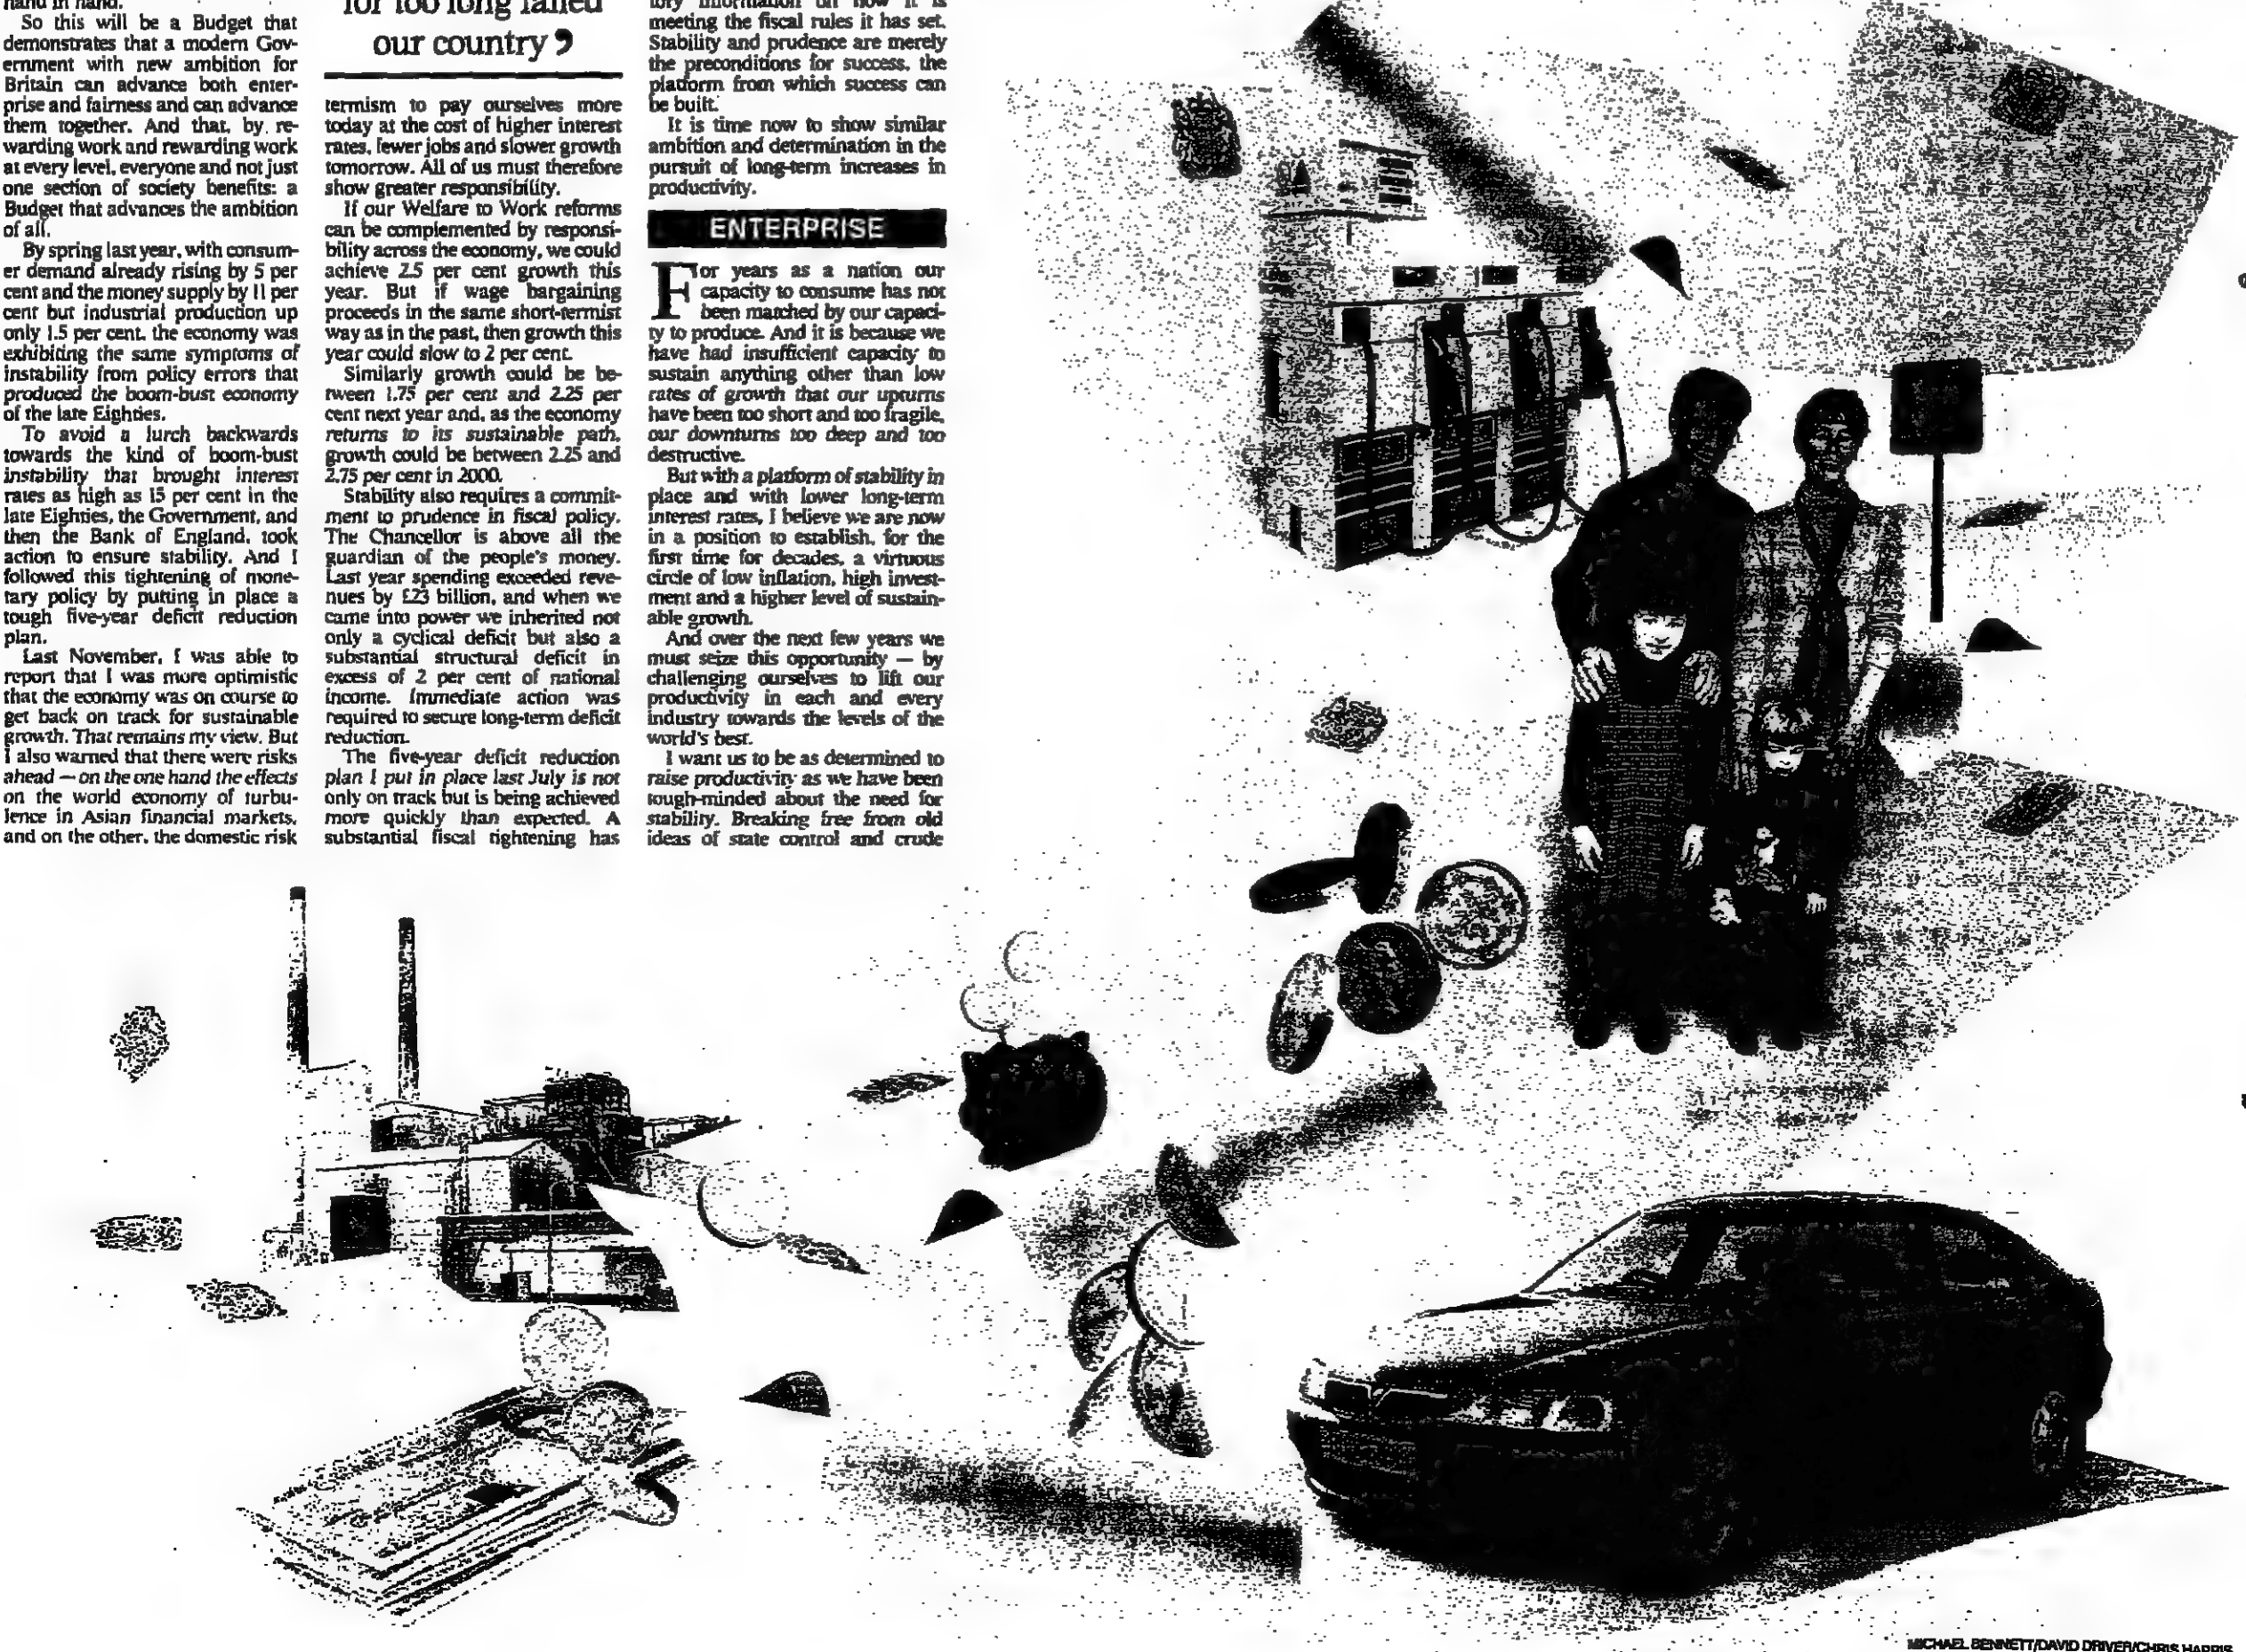 hand in hand.
So this will be a Budget that
demonstrates that a modern Gov-
ernment with new ambition for
Britain can advance both enter-
prise and fairness and can advance
them together. And that, by re-
warding work and rewarding work
at every level, everyone and not just
one section of society benefits: a
Budget that advances the ambition
of all.
By spring last year, with consum-
er demand already rising by 5 per
cent and the money supply by 11 per
cent but industrial production up
only 1.5 per cent, the economy was
exhibiting the same symptoms of
instability from policy errors that
produced the boom-bust economy
of the late Eighties.
To avoid a lurch backwards
towards the kind of boom-bust
instability that brought interest
rates as high as 15 per cent in the
late Eighties, the Government, and
then the Bank of England, took
action to ensure stability. And I
followed this tightening of mone-
tary policy by putting in place a
tough five-year deficit reduction
plan.
Last November, I was able to
report that I was more optimistic
that the economy was on course to
get back on track for sustainable
growth. That remains my view. But
I also warned that there were risks
ahead — on the one hand the effects
on the world economy of turbu-
lence in Asian financial markets,
and on the other, the domestic risk
for too long failed
our country ❜
termism to pay ourselves more
today at the cost of higher interest
rates, fewer jobs and slower growth
tomorrow. All of us must therefore
show greater responsibility.
If our Welfare to Work reforms
can be complemented by responsi-
bility across the economy, we could
achieve 2.5 per cent growth this
year. But if wage bargaining
proceeds in the same short-termist
way as in the past, then growth this
year could slow to 2 per cent.
Similarly growth could be be-
tween 1.75 per cent and 2.25 per
cent next year and, as the economy
returns to its sustainable path,
growth could be between 2.25 and
2.75 per cent in 2000.
Stability also requires a commit-
ment to prudence in fiscal policy.
The Chancellor is above all the
guardian of the people's money.
Last year spending exceeded reve-
nues by £23 billion, and when we
came into power we inherited not
only a cyclical deficit but also a
substantial structural deficit in
excess of 2 per cent of national
income. Immediate action was
required to secure long-term deficit
reduction.
The five-year deficit reduction
plan I put in place last July is not
only on track but is being achieved
more quickly than expected. A
substantial fiscal tightening has
tory information on how it is
meeting the fiscal rules it has set.
Stability and prudence are merely
the preconditions for success, the
platform from which success can
be built.
It is time now to show similar
ambition and determination in the
pursuit of long-term increases in
productivity.
ENTERPRISE
For years as a nation our
capacity to consume has not
been matched by our capaci-
ty to produce. And it is because we
have had insufficient capacity to
sustain anything other than low
rates of growth that our upturns
have been too short and too fragile,
our downturns too deep and too
destructive.
But with a platform of stability in
place and with lower long-term
interest rates, I believe we are now
in a position to establish, for the
first time for decades, a virtuous
circle of low inflation, high invest-
ment and a higher level of sustain-
able growth.
And over the next few years we
must seize this opportunity — by
challenging ourselves to lift our
productivity in each and every
industry towards the levels of the
world's best.
I want us to be as determined to
raise productivity as we have been
tough-minded about the need for
stability. Breaking free from old
ideas of state control and crude
MICHAEL BENNETT/DAVID DRIVER/CHRIS HARRIS